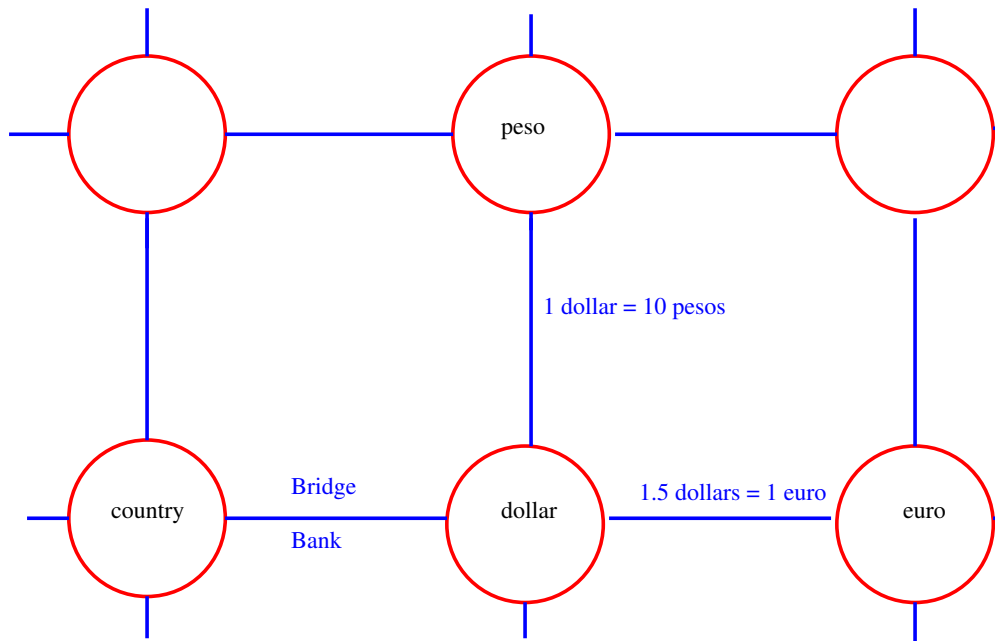 peso
1 dollar = 10 pesos
Bridge
1.5 dollars = 1 euro
country
dollar
euro
Bank